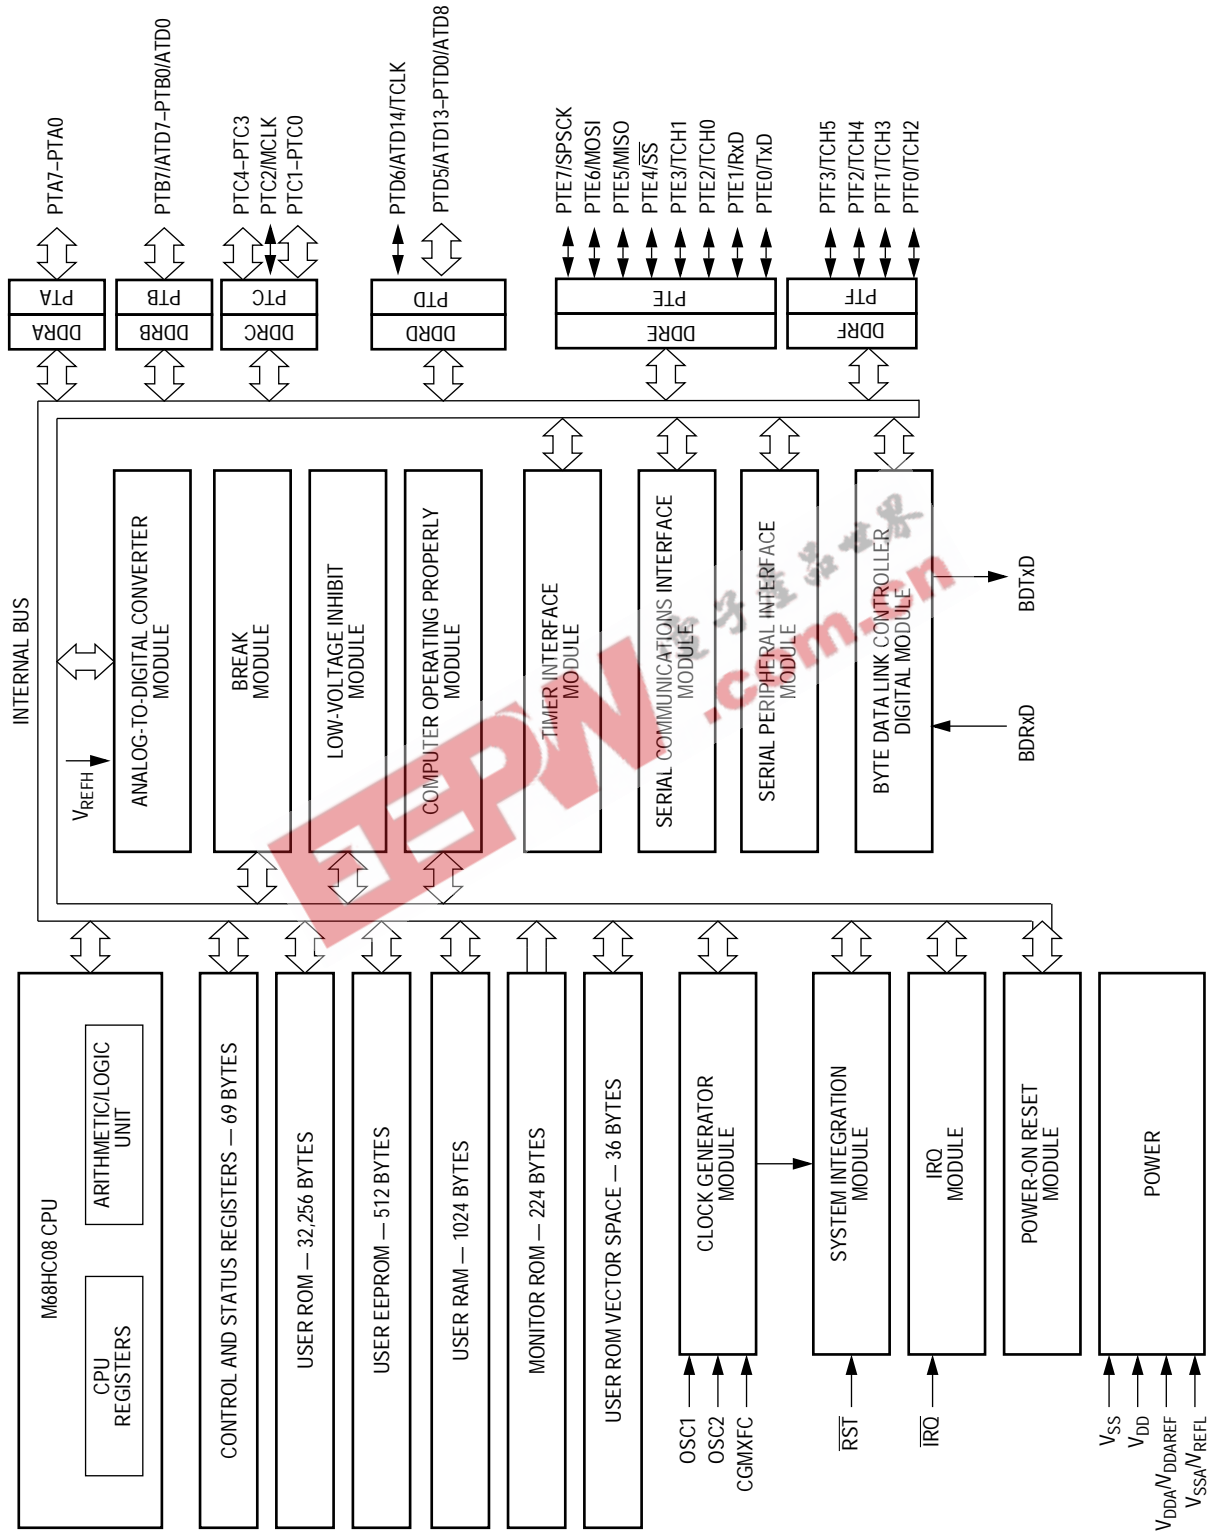 M68HC08 CPU
CPU
REGISTERS
ARITHMETIC/LOGIC
UNIT
CONTROL AND STATUS REGISTERS — 69 BYTES
USER ROM — 32,256 BYTES
USER EEPROM — 512 BYTES
USER RAM — 1024 BYTES
MONITOR ROM — 224 BYTES
USER ROM VECTOR SPACE — 36 BYTES
OSC1
OSC2
CGMXFC
CLOCK GENERATOR
MODULE
R̅S̅T̅
SYSTEM INTEGRATION
MODULE
I̅R̅Q̅
IRQ
MODULE
POWER-ON RESET
MODULE
VSS
VDD
VDDA/VDDAREF
VSSA/VREFL
POWER
INTERNAL BUS
VREFH
ANALOG-TO-DIGITAL CONVERTER
MODULE
BREAK
MODULE
LOW-VOLTAGE INHIBIT
MODULE
COMPUTER OPERATING PROPERLY
MODULE
TIMER INTERFACE
MODULE
SERIAL COMMUNICATIONS INTERFACE
MODULE
SERIAL PERIPHERAL INTERFACE
MODULE
BYTE DATA LINK CONTROLLER
DIGITAL MODULE
BDRxD
BDTxD
DDRA
PTA
PTA7–PTA0
DDRB
PTB
PTB7/ATD7–PTB0/ATD0
DDRC
PTC
PTC4–PTC3
PTC2/MCLK
PTC1–PTC0
DDRD
PTD
PTD6/ATD14/TCLK
PTD5/ATD13–PTD0/ATD8
DDRE
PTE
PTE7/SPSCK
PTE6/MOSI
PTE5/MISO
PTE4/S̅S̅
PTE3/TCH1
PTE2/TCH0
PTE1/RxD
PTE0/TxD
DDRF
PTF
PTF3/TCH5
PTF2/TCH4
PTF1/TCH3
PTF0/TCH2
EEPW
.com.cn
电子产品世界